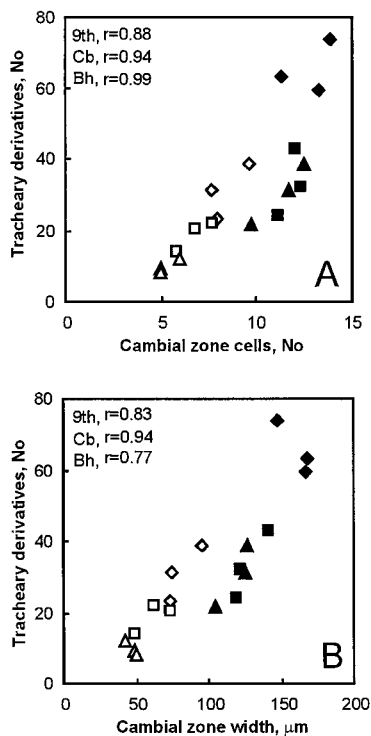 80
60
40
20
0
Tracheary derivatives, No
9th, r=0.88
Cb, r=0.94
Bh, r=0.99
A
0 5 10 15
Cambial zone cells, No
80
60
40
20
0
Tracheary derivatives, No
9th, r=0.83
Cb, r=0.94
Bh, r=0.77
B
0 50 100 150 200
Cambial zone width, μm